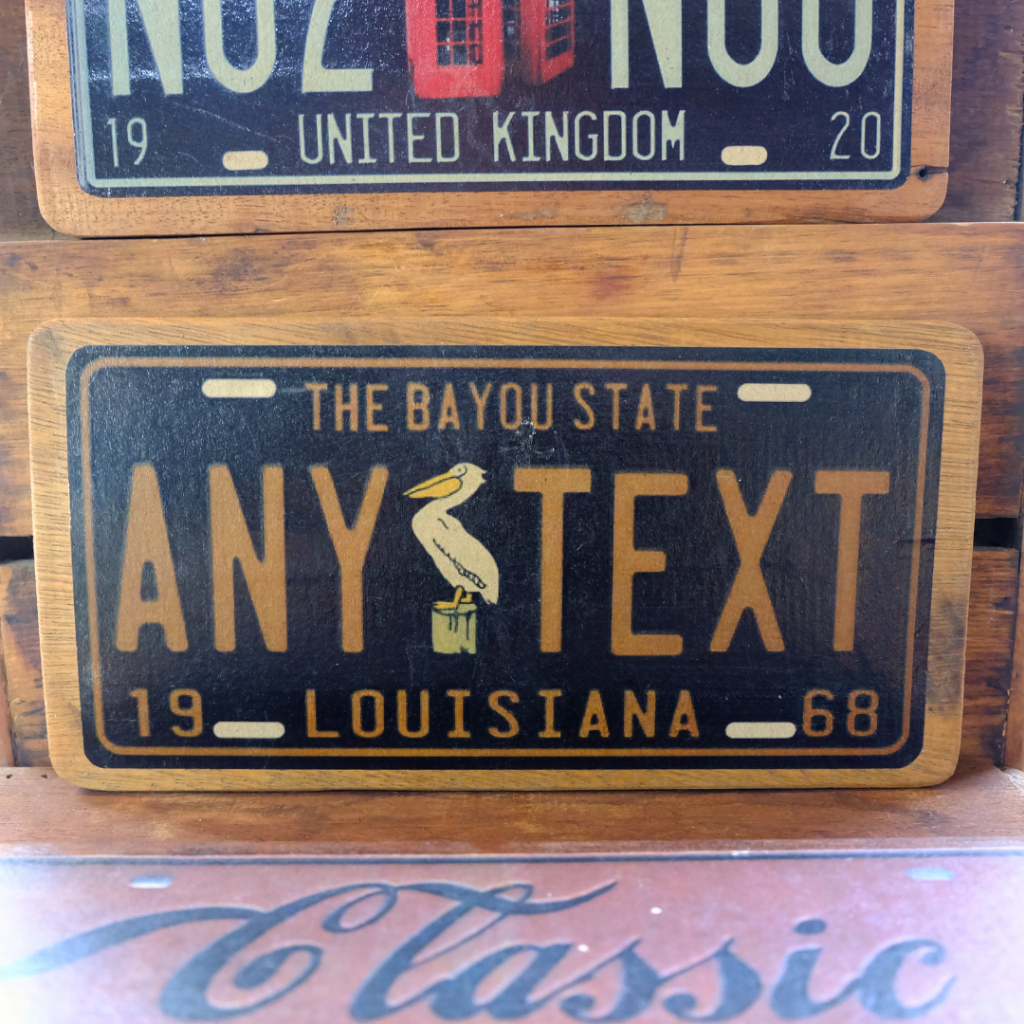 19 UNITED KINGDOM 20
THE BAYOU STATE
ANY TEXT
19 LOUISIANA 68
Classic